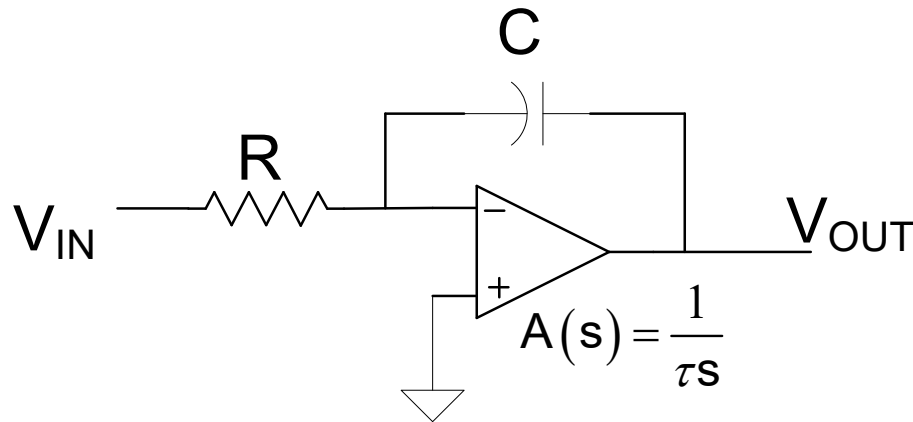 C
R
V_IN
−
V_OUT
+
A(s) = 1/τs